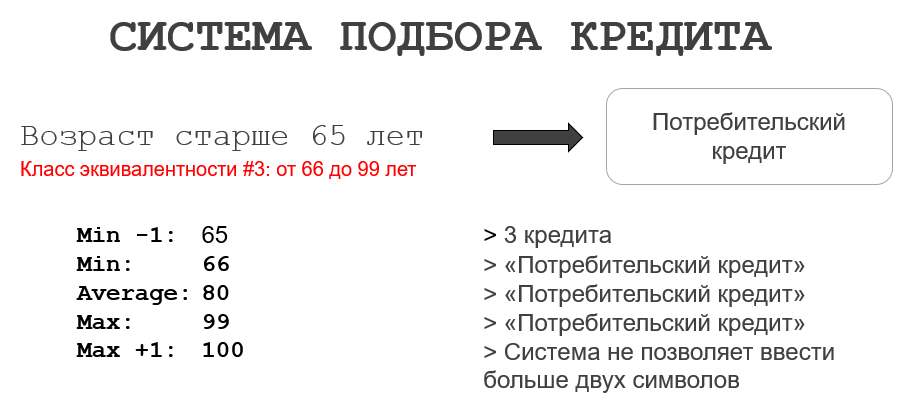 СИСТЕМА ПОДБОРА КРЕДИТА
Возраст старше 65 лет
Класс эквивалентности #3: от 66 до 99 лет
Потребительский
кредит
Min -1: 65
Min: 66
Average: 80
Max: 99
Max +1: 100
> 3 кредита
> «Потребительский кредит»
> «Потребительский кредит»
> «Потребительский кредит»
> Система не позволяет ввести
больше двух символов